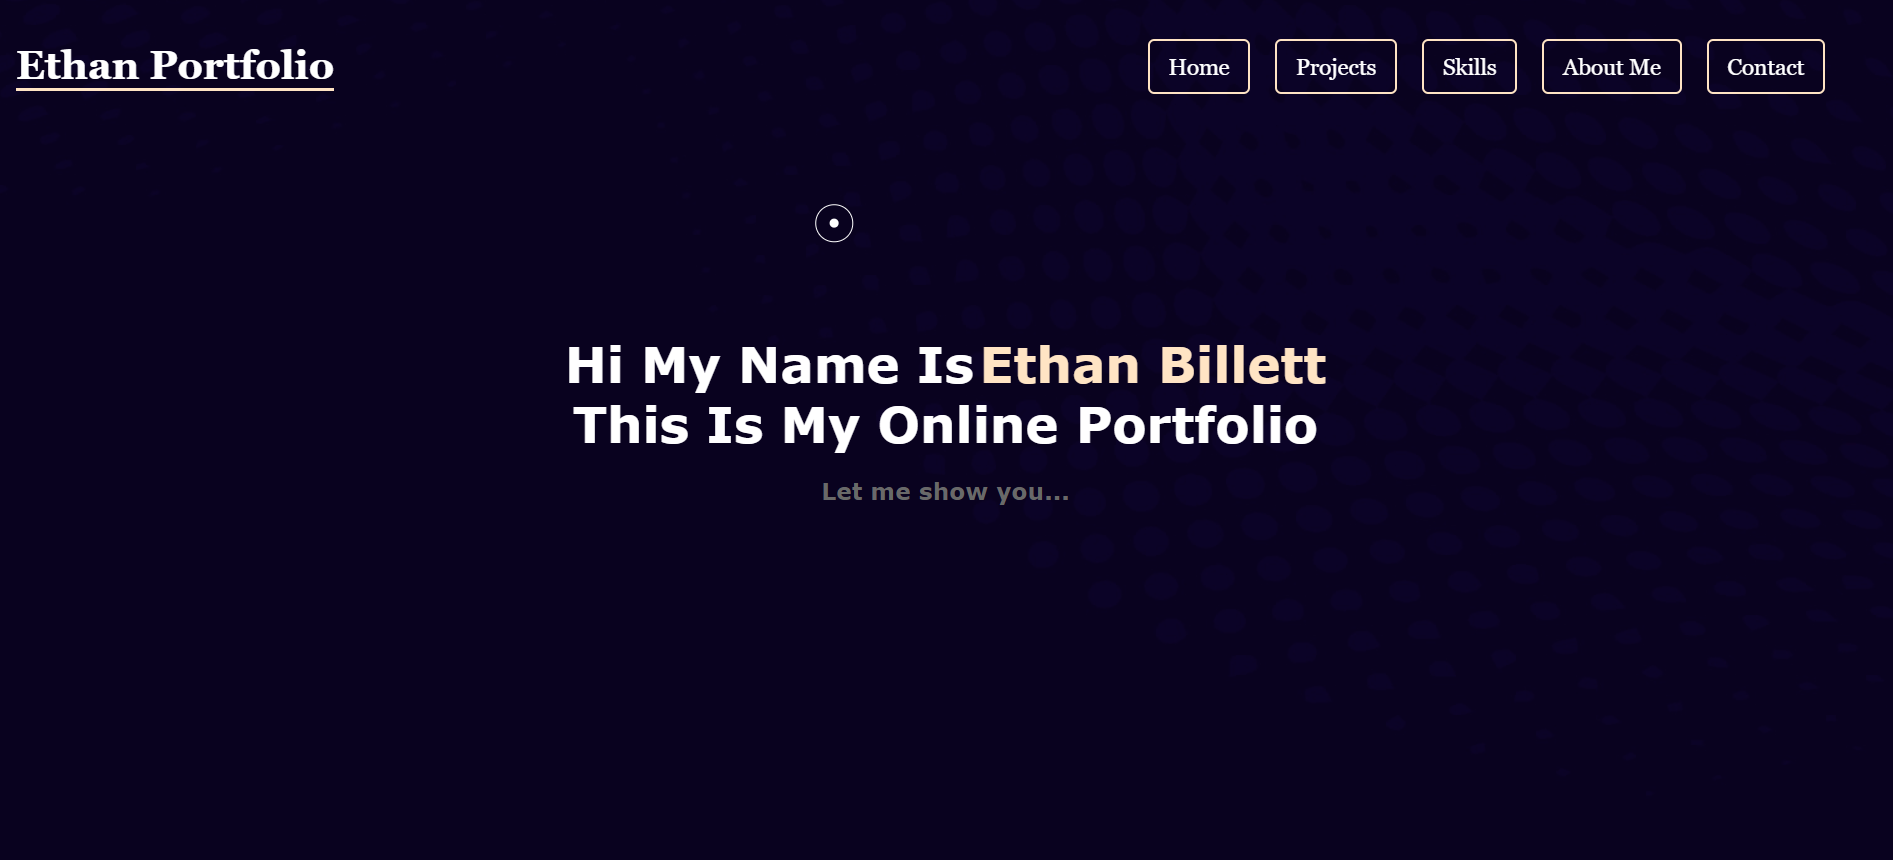 Ethan Portfolio
Home
Projects
Skills
About Me
Contact
Hi My Name Is Ethan Billett
This Is My Online Portfolio
Let me show you...